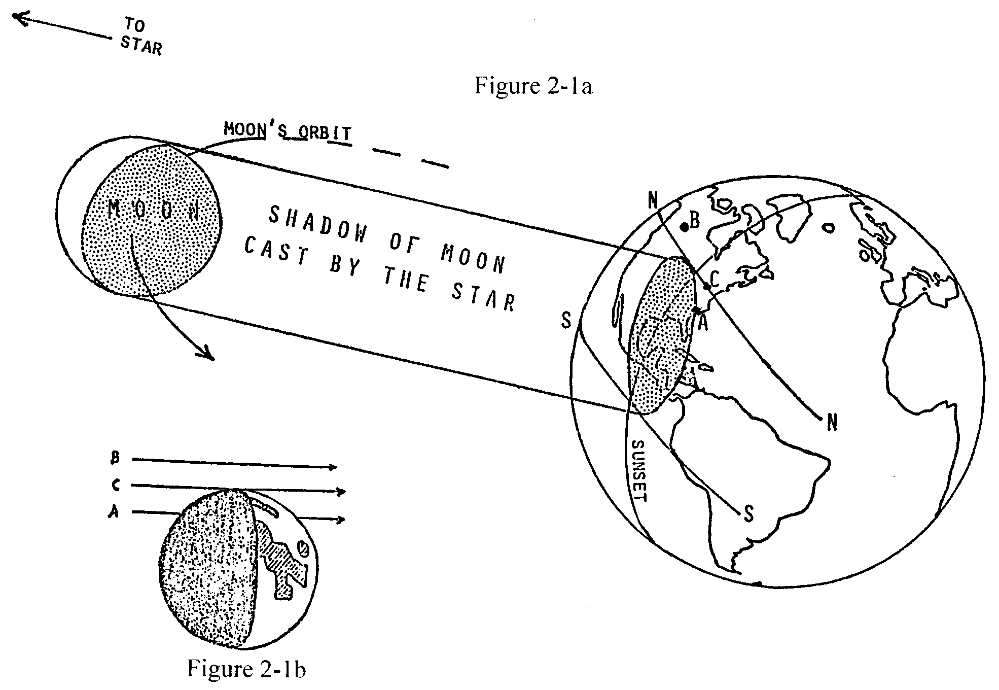 TO
STAR
Figure 2-1a
MOON'S ORBIT
MOON
SHADOW OF MOON
CAST BY THE STAR
N
B
C
A
S
N
SUNSET
S
B
C
A
Figure 2-1b